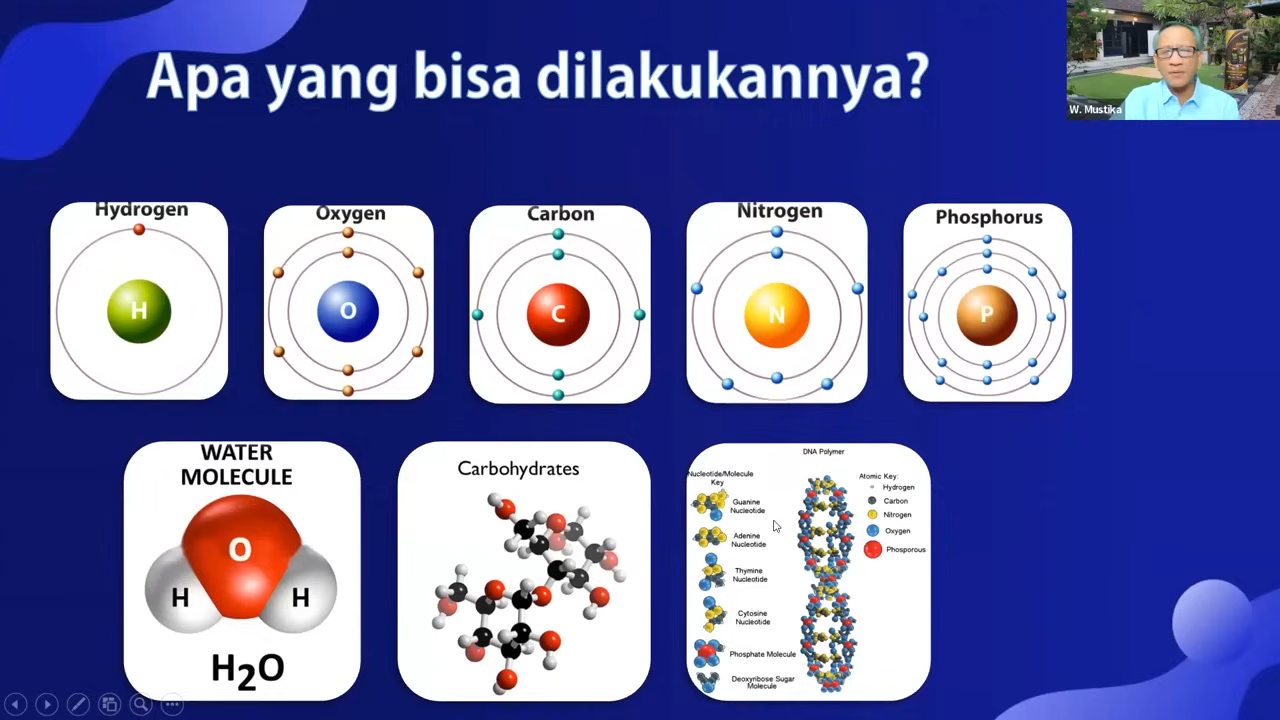 Apa yang bisa dilakukannya?
W. Mustika
Hydrogen
Oxygen
Carbon
Nitrogen
Phosphorus
H
O
C
N
P
WATER
MOLECULE
O
H
H
H2O
Carbohydrates
DNA Polymer
Nucleotide/Molecule
Key
Guanine
Nucleotide
Adenine
Nucleotide
Thymine
Nucleotide
Cytosine
Nucleotide
Phosphate Molecule
Deoxyribose Sugar
Molecule
Atomic Key:
Hydrogen
Carbon
Nitrogen
Oxygen
Phosporous